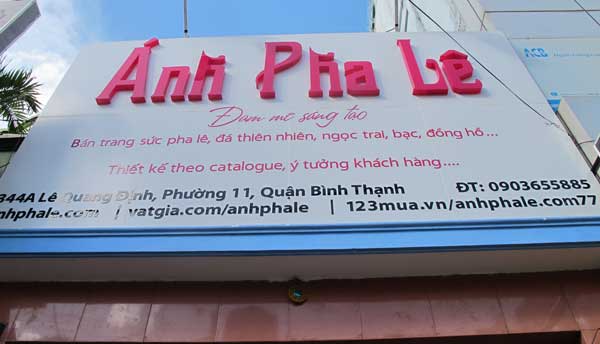 Ánh Pha Lê
ACB
Đam mê sáng tạo
Bán trang sức pha lê, đá thiên nhiên, ngọc trai, bạc, đồng hồ...
Thiết kế theo catalogue, ý tưởng khách hàng....
344A Lê Quang Định, Phường 11, Quận Bình Thạnh ĐT: 0903655885
nhphale.com | vatgia.com/anhphale | 123mua.vn/anhphale.com77